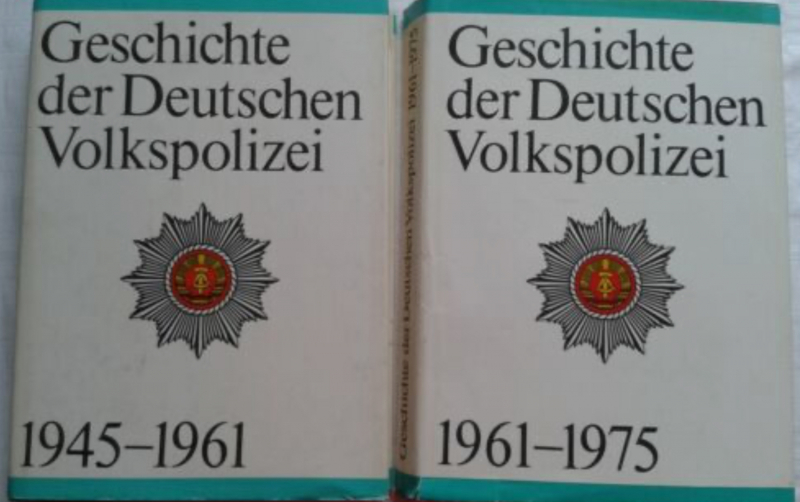 Geschichte
der Deutschen
Volkspolizei
1945–1961
Geschichte der Deutschen Volkspolizei 1961–1975
Geschichte
der Deutschen
Volkspolizei
1961–1975